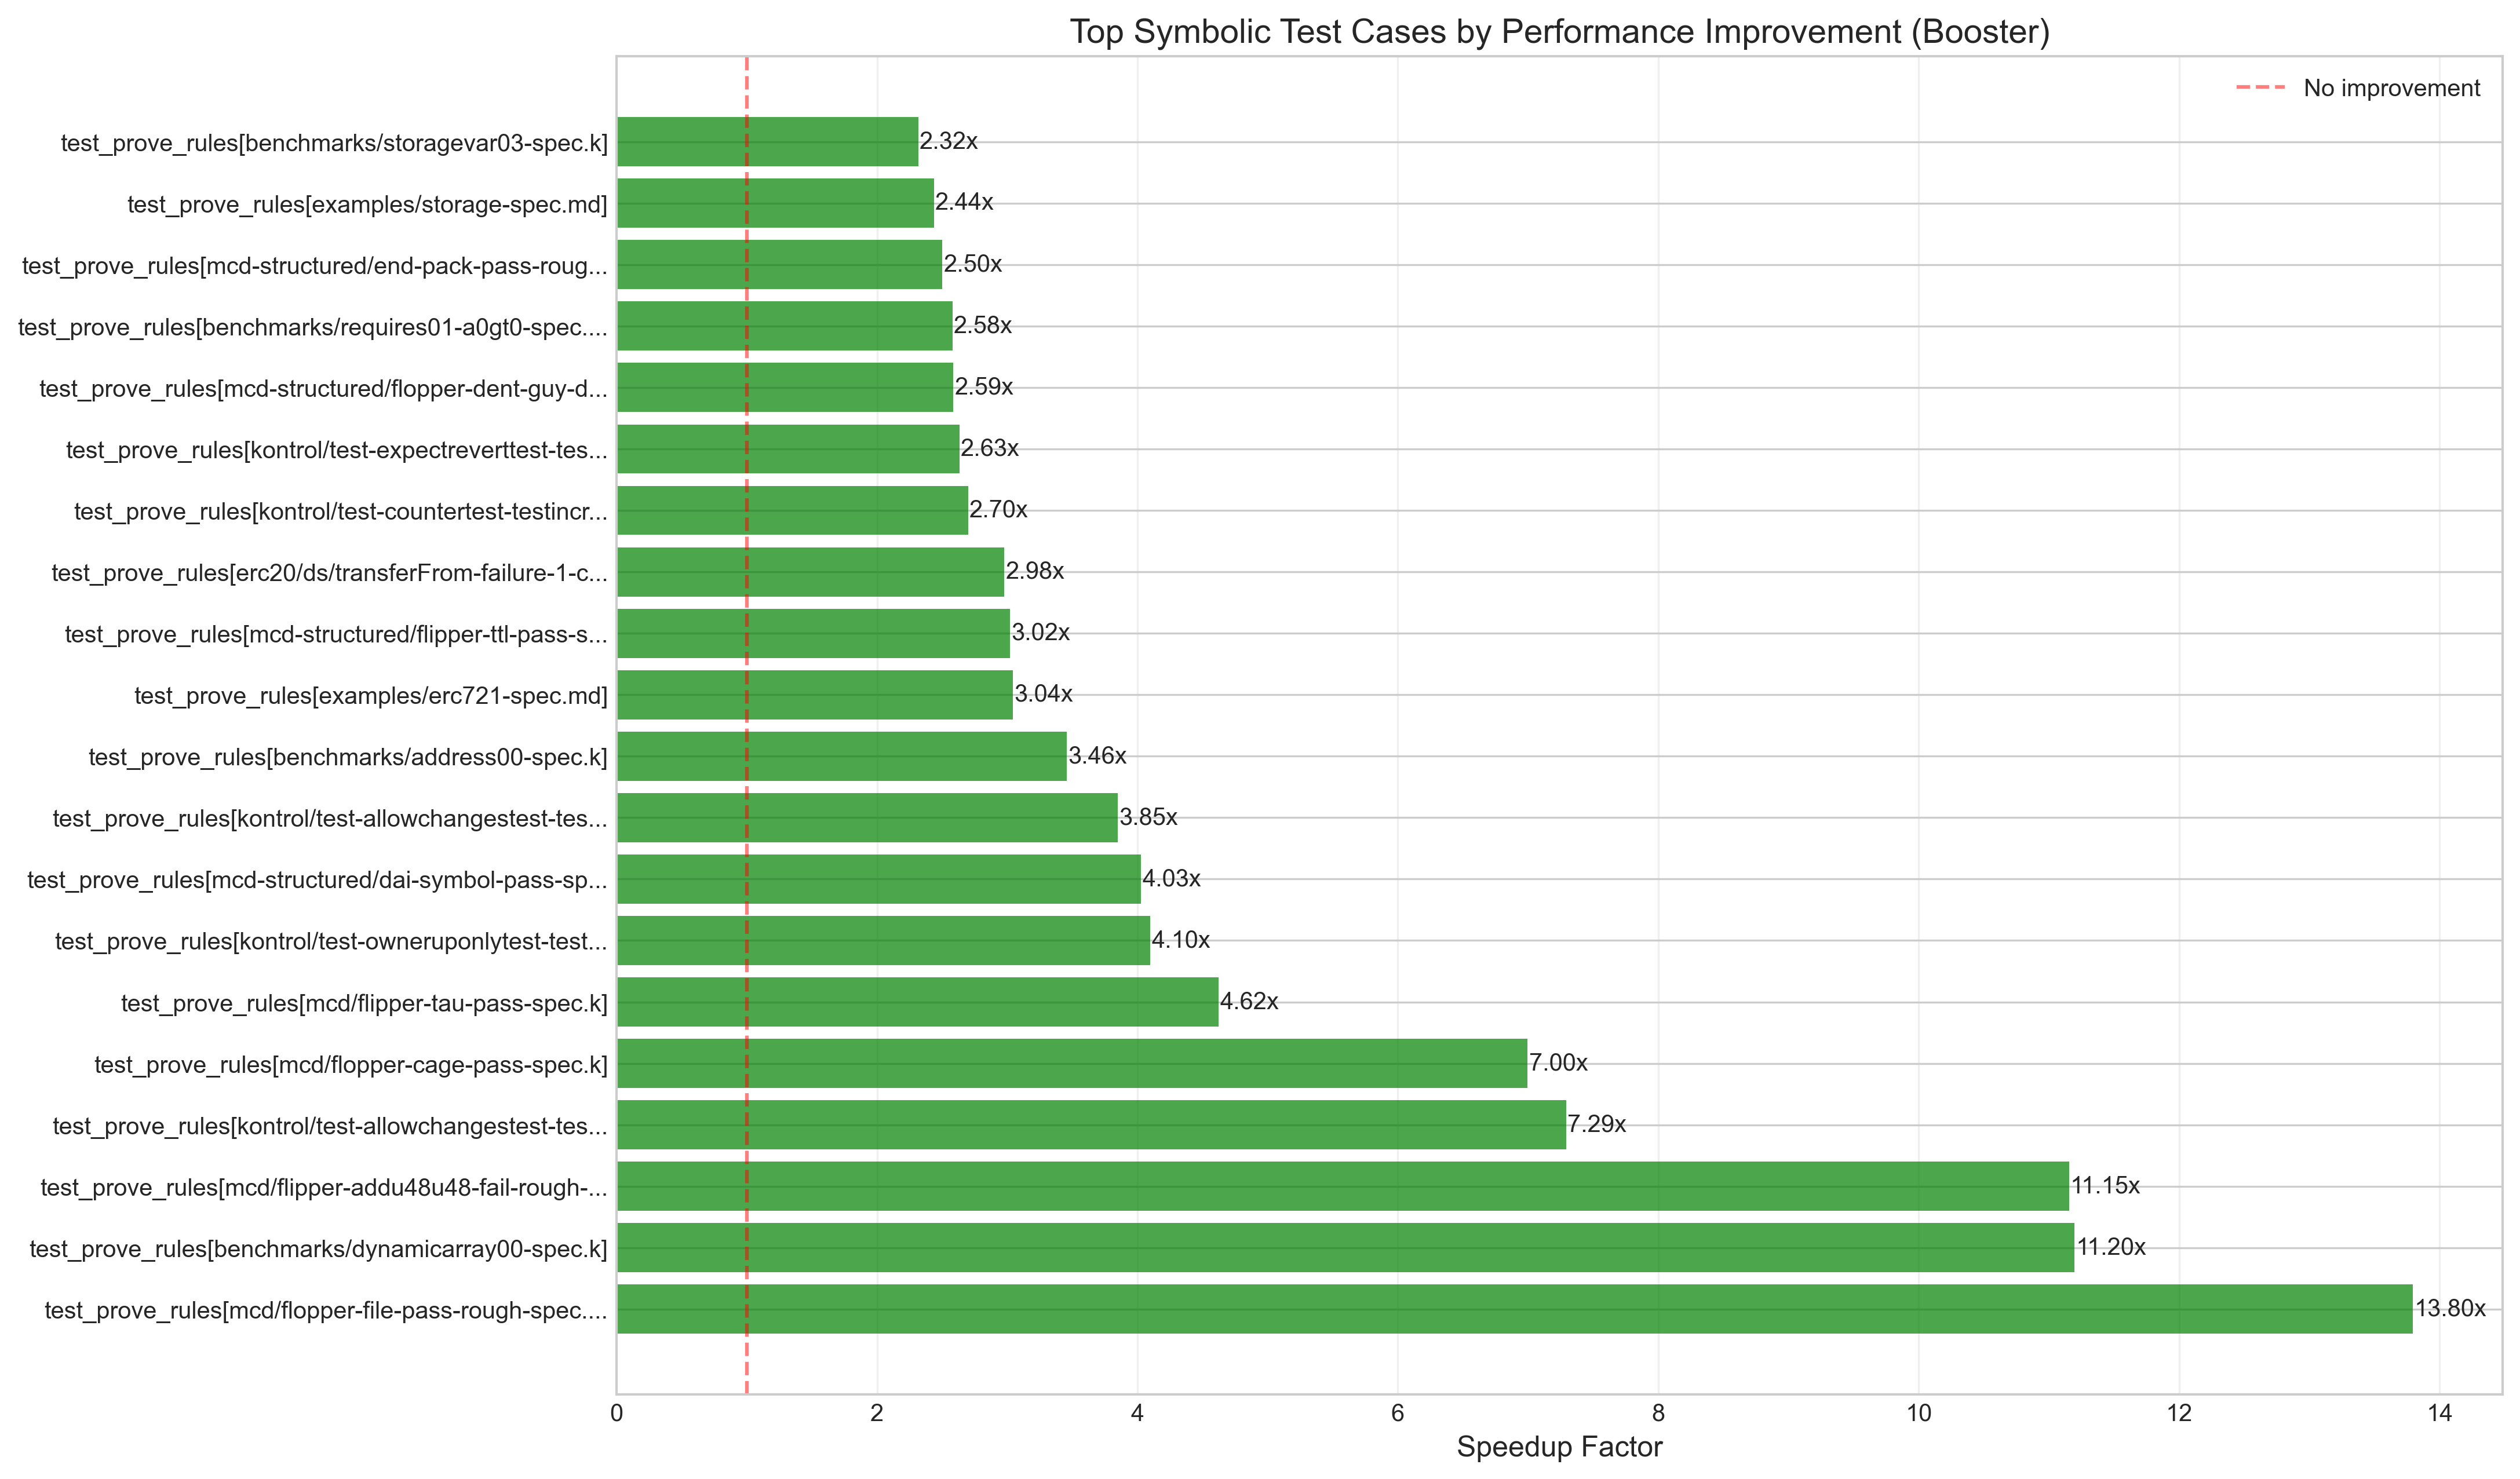 Top Symbolic Test Cases by Performance Improvement (Booster)
No improvement
test_prove_rules[benchmarks/storagevar03-spec.k] 2.32x
test_prove_rules[examples/storage-spec.md] 2.44x
test_prove_rules[mcd-structured/end-pack-pass-roug... 2.50x
test_prove_rules[benchmarks/requires01-a0gt0-spec.... 2.58x
test_prove_rules[mcd-structured/flopper-dent-guy-d... 2.59x
test_prove_rules[kontrol/test-expectreverttest-tes... 2.63x
test_prove_rules[kontrol/test-countertest-testincr... 2.70x
test_prove_rules[erc20/ds/transferFrom-failure-1-c... 2.98x
test_prove_rules[mcd-structured/flipper-ttl-pass-s... 3.02x
test_prove_rules[examples/erc721-spec.md] 3.04x
test_prove_rules[benchmarks/address00-spec.k] 3.46x
test_prove_rules[kontrol/test-allowchangestest-tes... 3.85x
test_prove_rules[mcd-structured/dai-symbol-pass-sp... 4.03x
test_prove_rules[kontrol/test-owneruponlytest-test... 4.10x
test_prove_rules[mcd/flipper-tau-pass-spec.k] 4.62x
test_prove_rules[mcd/flopper-cage-pass-spec.k] 7.00x
test_prove_rules[kontrol/test-allowchangestest-tes... 7.29x
test_prove_rules[mcd/flipper-addu48u48-fail-rough-... 11.15x
test_prove_rules[benchmarks/dynamicarray00-spec.k] 11.20x
test_prove_rules[mcd/flopper-file-pass-rough-spec.... 13.80x
0 2 4 6 8 10 12 14
Speedup Factor